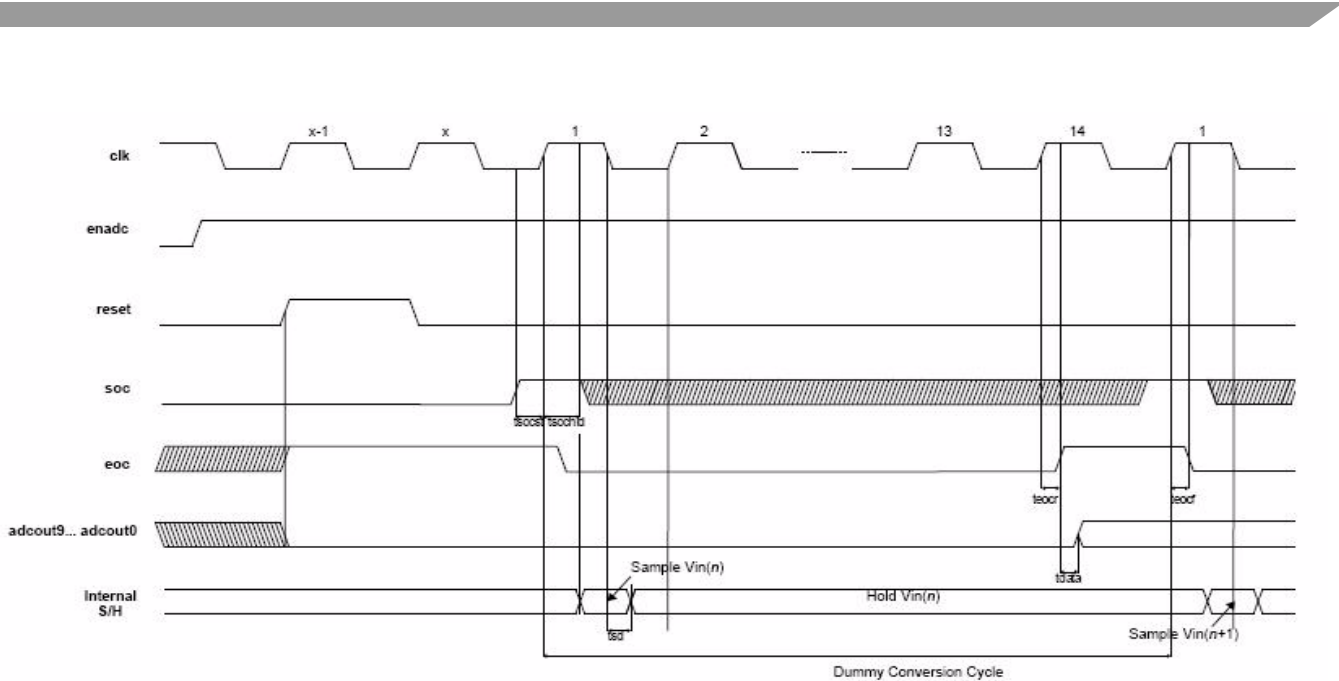 x-1 x 1 2 13 14 1
clk
enadc
reset
soc
tsocst tsochld
eoc
teocr teocf
adcout9... adcout0
tdata
Sample Vin(n)
Internal
S/H
Hold Vin(n)
tsd
Sample Vin(n+1)
Dummy Conversion Cycle